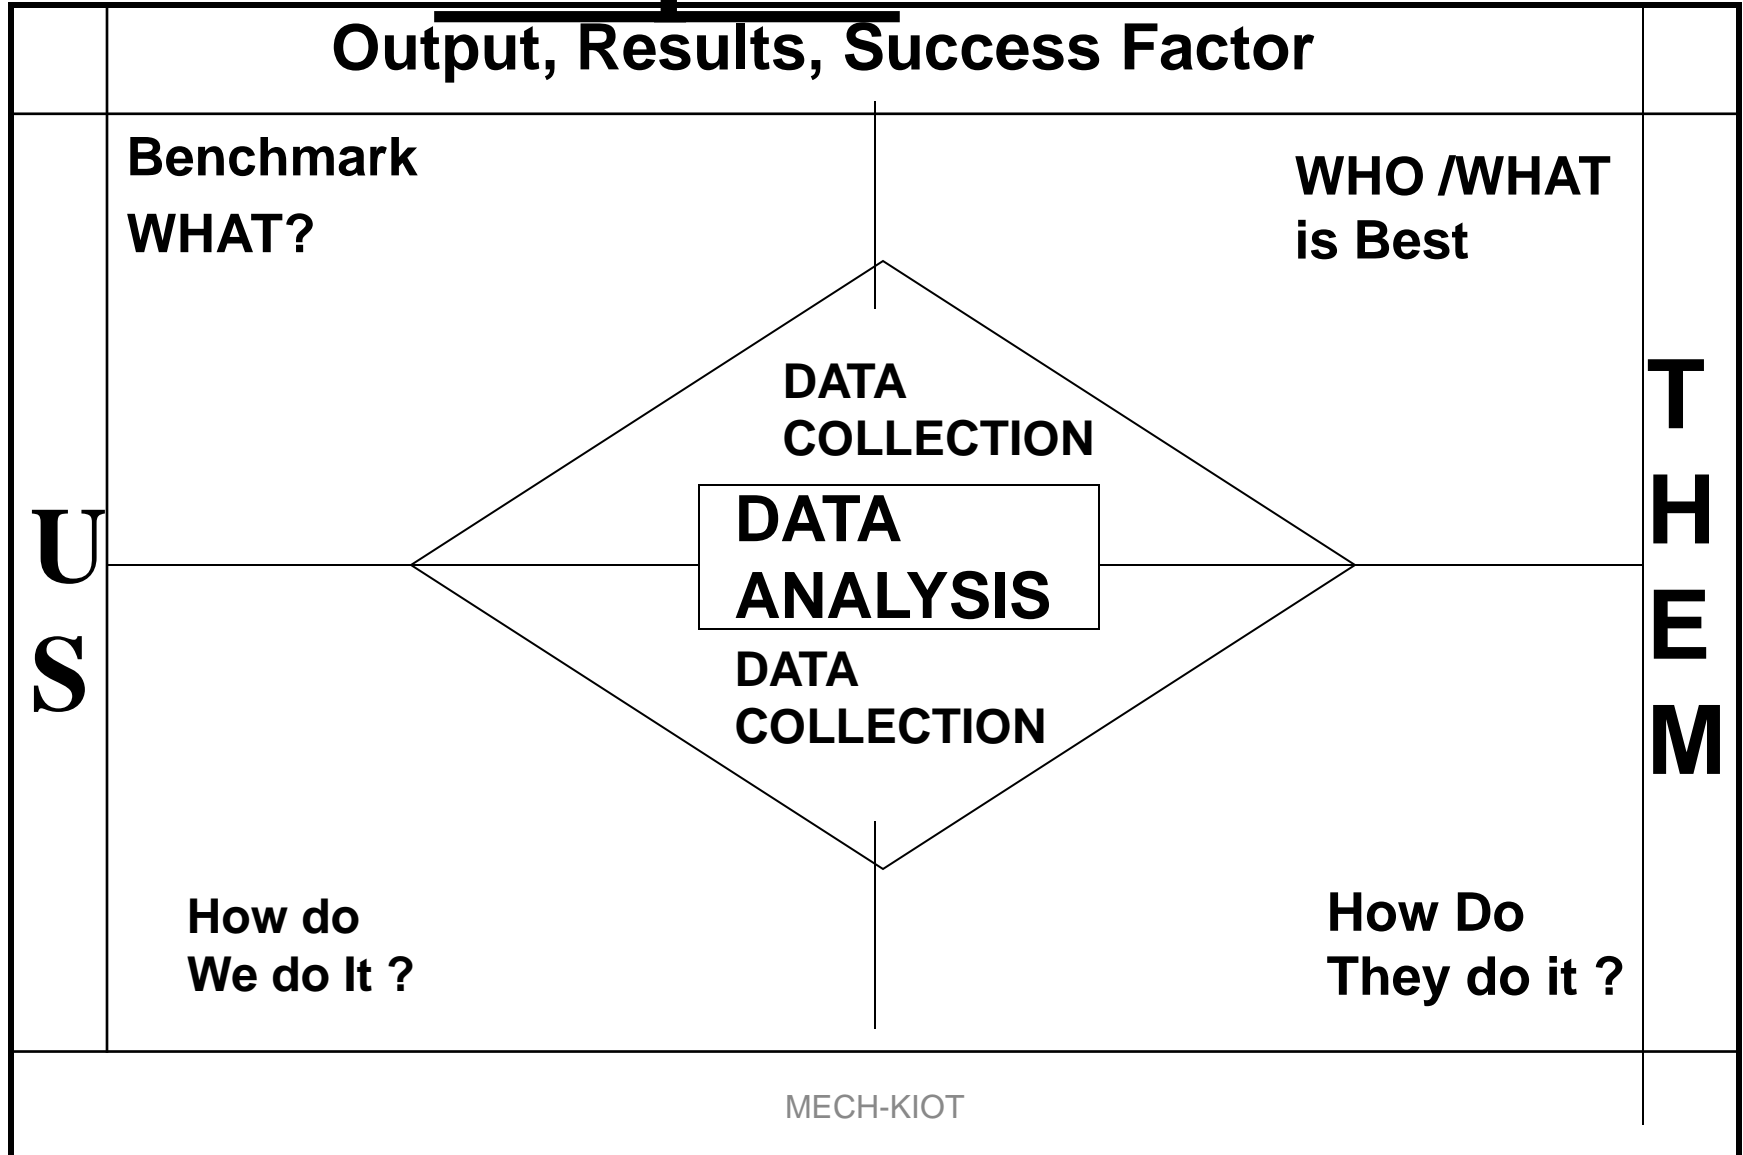 Output, Results, Success Factor
Benchmark
WHAT?
WHO /WHAT
is Best
DATA
COLLECTION
DATA
ANALYSIS
DATA
COLLECTION
U
S
T
H
E
M
How do
We do It ?
How Do
They do it ?
MECH-KIOT